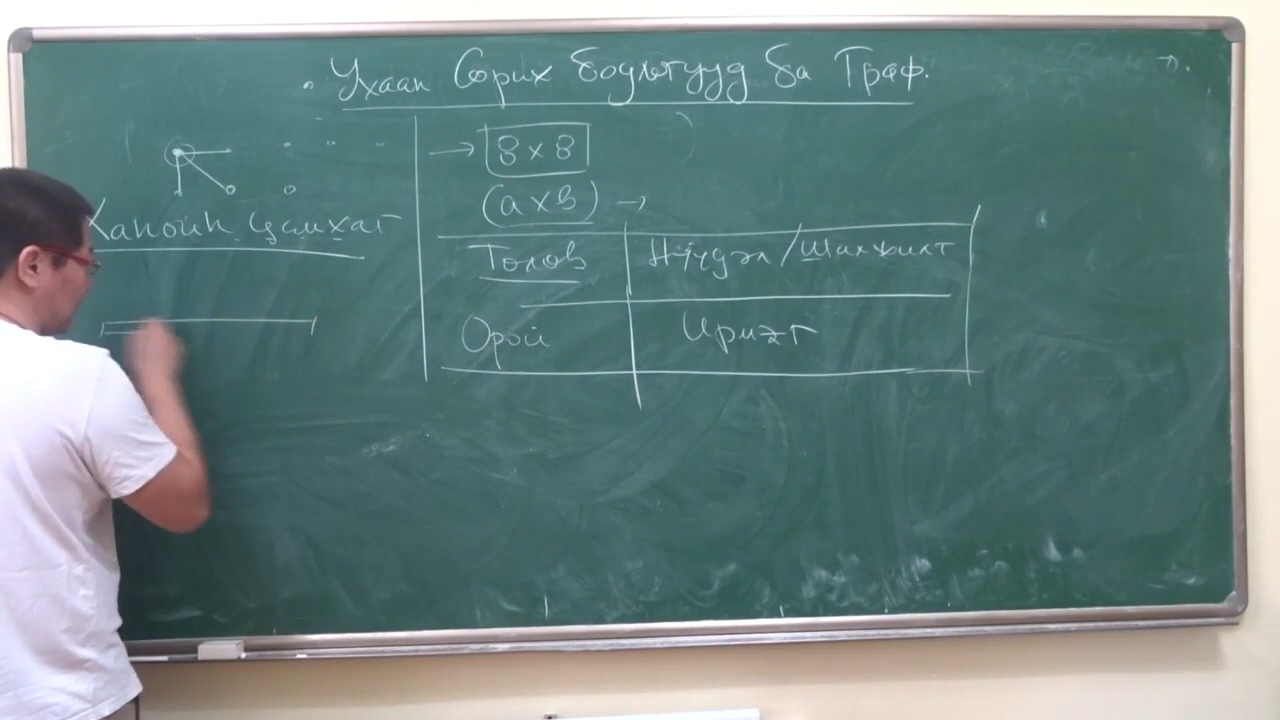 Ухаан Сорих бодлогууд ба Граф.
Ханойн цамхаг
→ 8 x 8
(a x в) →
Төлөв
Нүүдэл / Шилжилт
Орой
Ирмэг